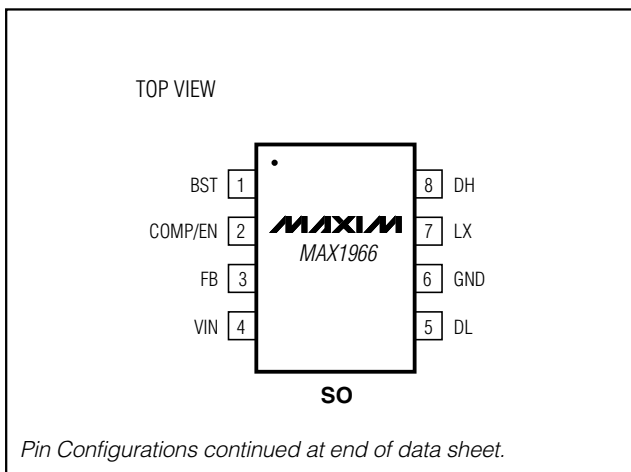 TOP VIEW
BST 1
COMP/EN 2
FB 3
VIN 4
MAXIM
MAX1966
8 DH
7 LX
6 GND
5 DL
SO
Pin Configurations continued at end of data sheet.